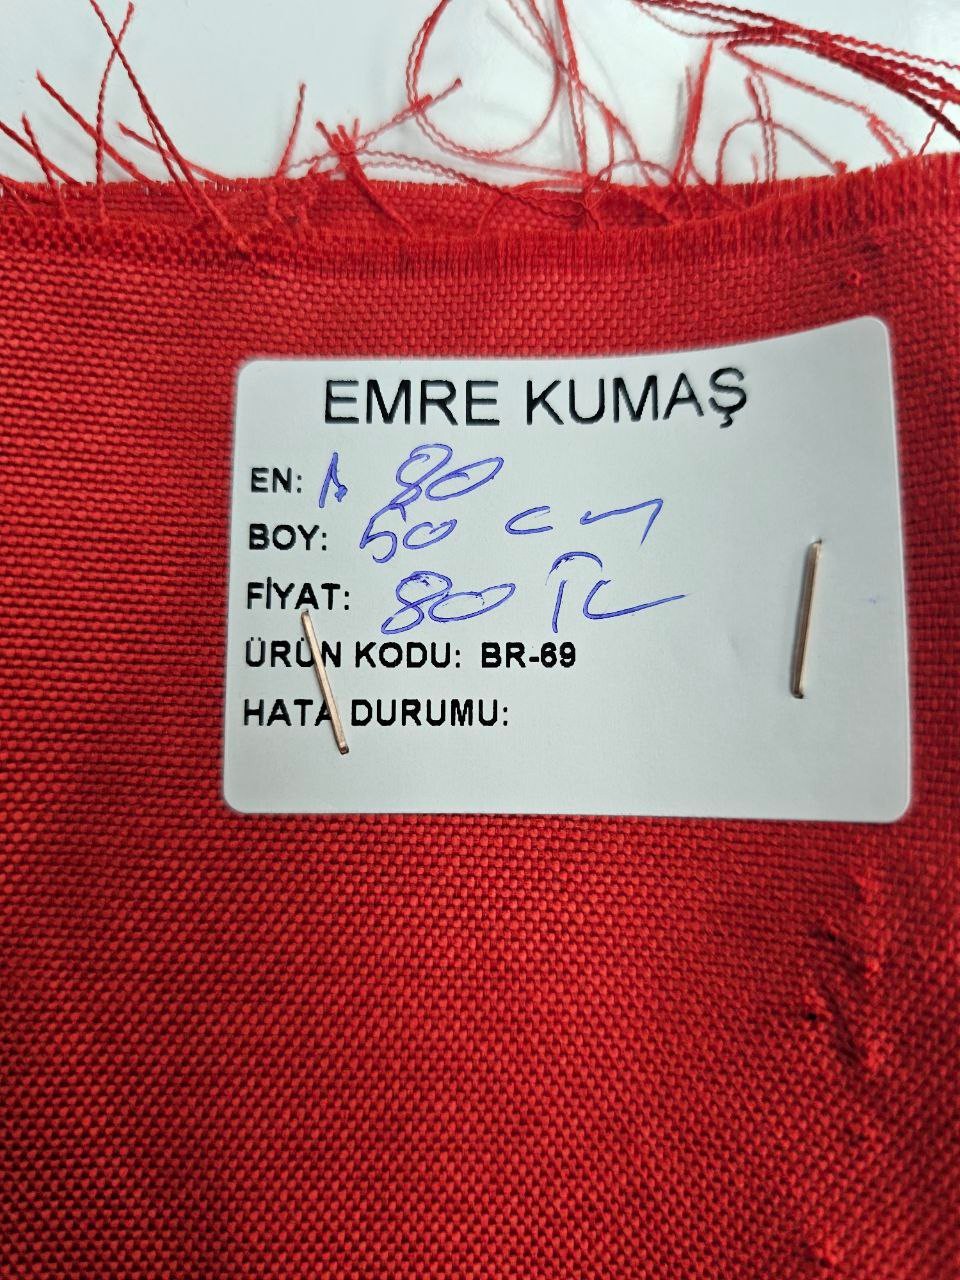 EMRE KUMAŞ
EN: 1 80
BOY: 50 cm
FİYAT: 80 TL
ÜRÜN KODU: BR-69
HATA DURUMU: